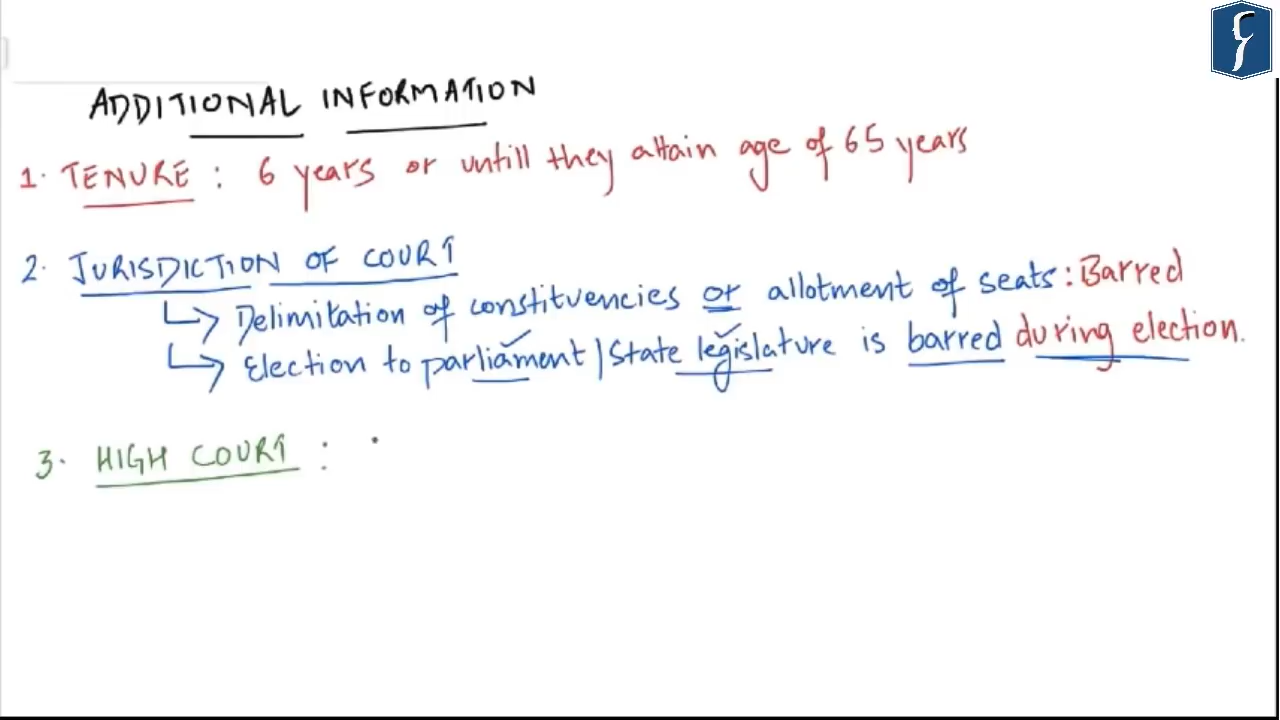 ADDITIONAL INFORMATION
1. TENURE : 6 years or untill they attain age of 65 years
2. JURISDICTION OF COURT
↳ Delimitation of constituencies or allotment of seats : Barred
↳ Election to parliament / State legislature is barred during election.
3. HIGH COURT :